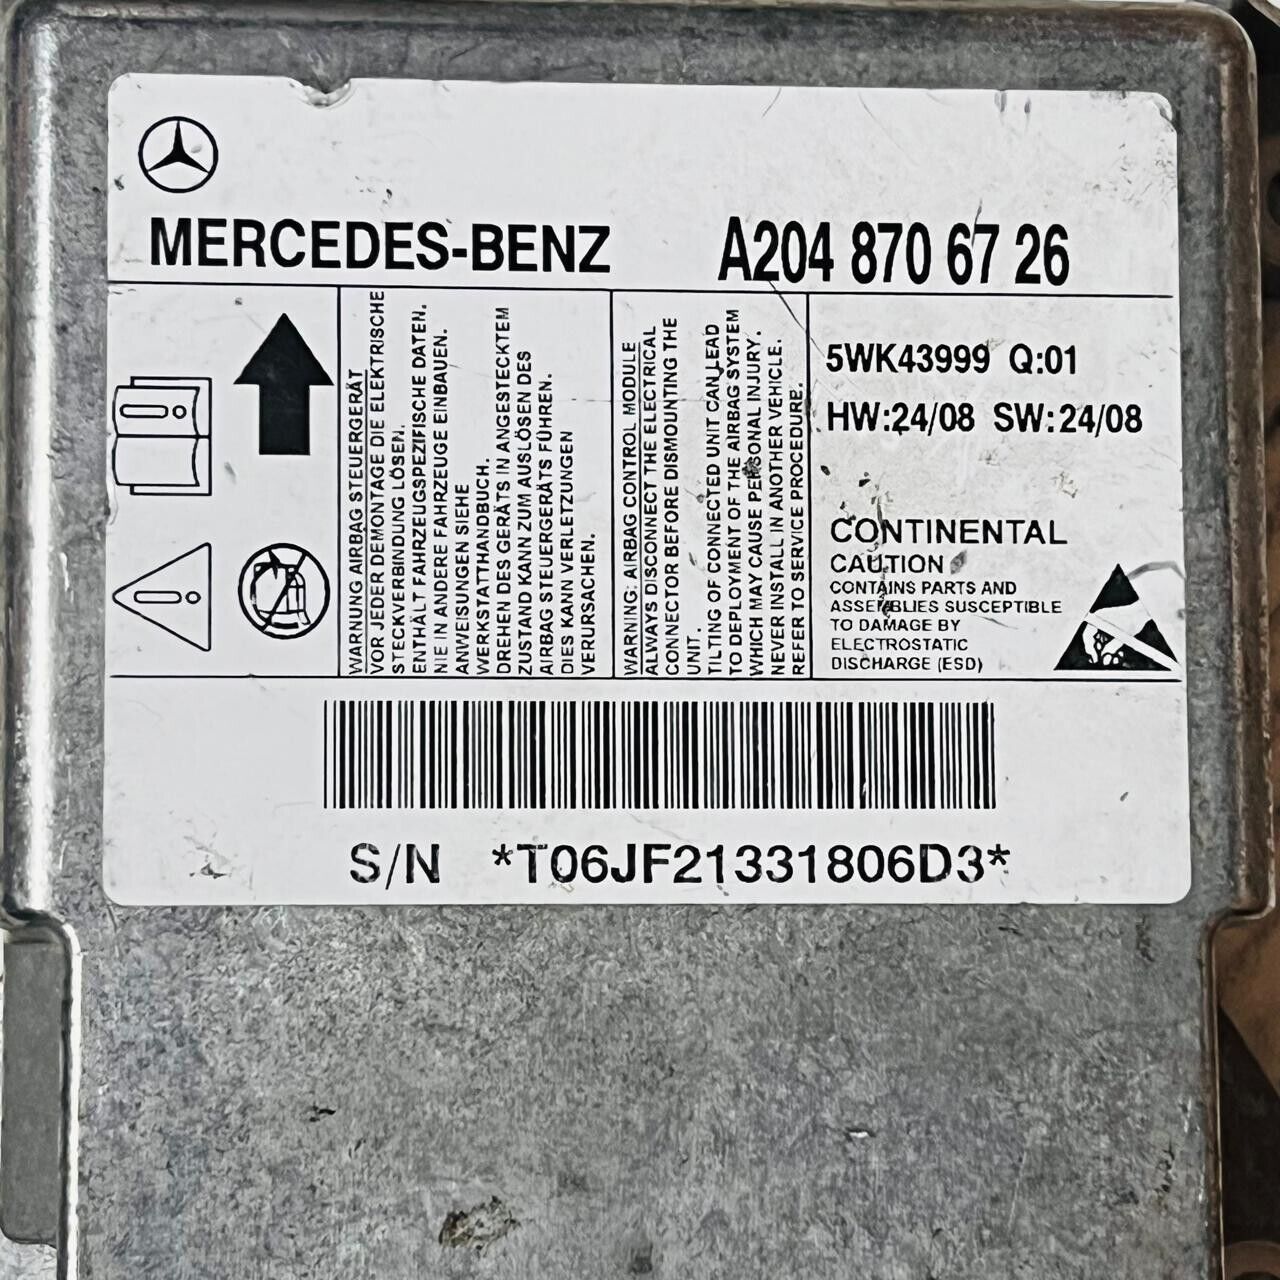 MERCEDES-BENZ
A204 870 67 26
WARNUNG AIRBAG STEUERGERÄT
VOR JEDER DEMONTAGE DIE ELEKTRISCHE
STECKVERBINDUNG LÖSEN.
ENTHÄLT FAHRZEUGSPEZIFISCHE DATEN.
NIE IN ANDERE FAHRZEUGE EINBAUEN.
ANWEISUNGEN SIEHE
WERKSTATTHANDBUCH.
DREHEN DES GERÄTS IN ANGESTECKTEM
ZUSTAND KANN ZUM AUSLÖSEN DES
AIRBAG STEUERGERÄTS FÜHREN.
DIES KANN VERLETZUNGEN
VERURSACHEN.
WARNING: AIRBAG CONTROL MODULE
ALWAYS DISCONNECT THE ELECTRICAL
CONNECTOR BEFORE DISMOUNTING THE
UNIT.
TILTING OF CONNECTED UNIT CAN LEAD
TO DEPLOYMENT OF THE AIRBAG SYSTEM
WHICH MAY CAUSE PERSONAL INJURY.
NEVER INSTALL IN ANOTHER VEHICLE.
REFER TO SERVICE PROCEDURE.
5WK43999 Q:01
HW:24/08 SW:24/08
CONTINENTAL
CAUTION
CONTAINS PARTS AND
ASSEMBLIES SUSCEPTIBLE
TO DAMAGE BY
ELECTROSTATIC
DISCHARGE (ESD)
S/N *T06JF21331806D3*